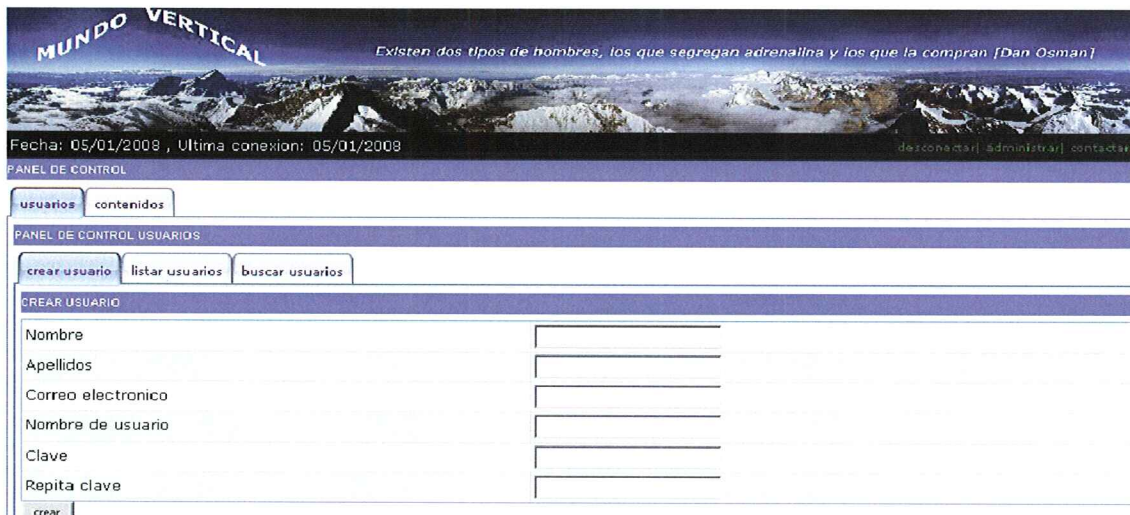 MUNDO VERTICAL
Existen dos tipos de hombres, los que segregan adrenalina y los que la compran [Dan Osman]
Fecha: 05/01/2008 , Ultima conexion: 05/01/2008
desconectar| administrar| contactar
PANEL DE CONTROL
usuarios contenidos
PANEL DE CONTROL USUARIOS
crear usuario listar usuarios buscar usuarios
CREAR USUARIO
Nombre
Apellidos
Correo electronico
Nombre de usuario
Clave
Repita clave
crear